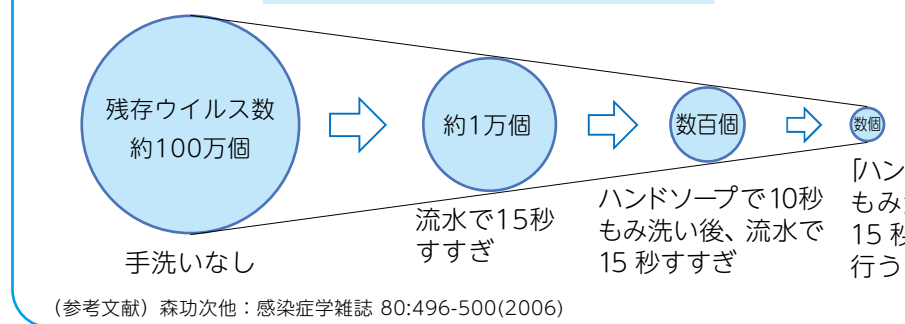 残存ウイルス数
約100万個
手洗いなし
約1万個
流水で15秒
すすぎ
数百個
ハンドソープで10秒
もみ洗い後、流水で
15 秒すすぎ
数個
「ハン
もみ
15 秒
行う
(参考文献)森功次他:感染症学雑誌 80:496-500(2006)